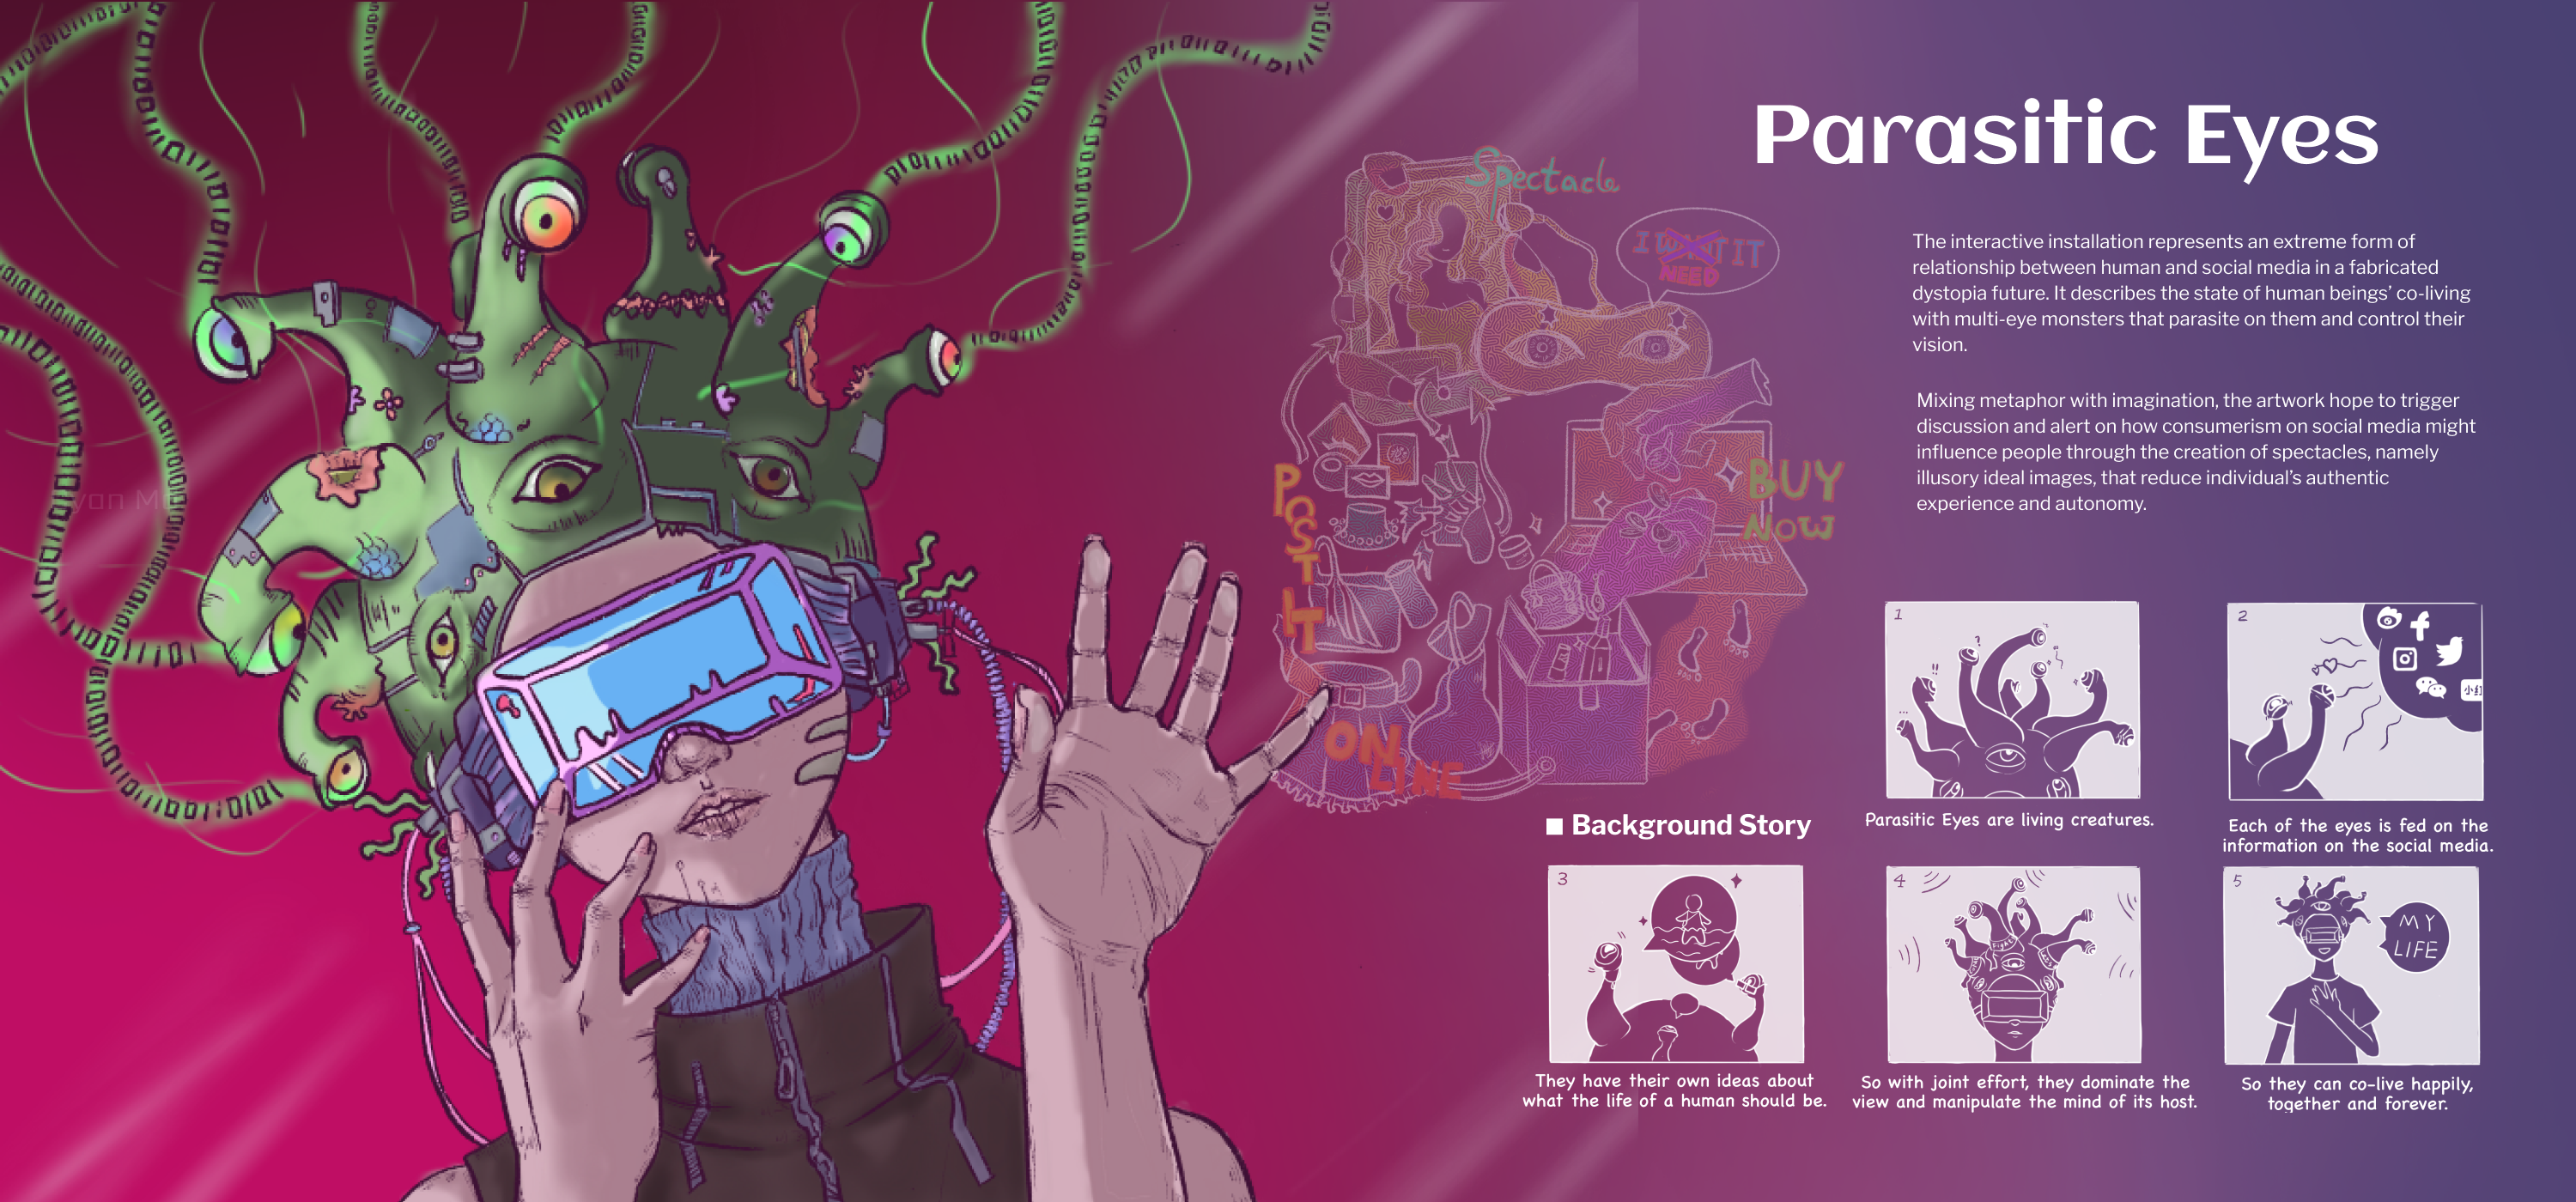 Parasitic Eyes
The interactive installation represents an extreme form of
relationship between human and social media in a fabricated
dystopia future. It describes the state of human beings’ co-living
with multi-eye monsters that parasite on them and control their
vision.
Mixing metaphor with imagination, the artwork hope to trigger
discussion and alert on how consumerism on social media might
influence people through the creation of spectacles, namely
illusory ideal images, that reduce individual’s authentic
experience and autonomy.
Spectacle
I WANT IT
NEED
BUY
NOW
POST
IT
ON
LINE
Background Story
1
Parasitic Eyes are living creatures.
2
Each of the eyes is fed on the
information on the social media.
3
They have their own ideas about
what the life of a human should be.
4
So with joint effort, they dominate the
view and manipulate the mind of its host.
5
MY
LIFE
So they can co-live happily,
together and forever.